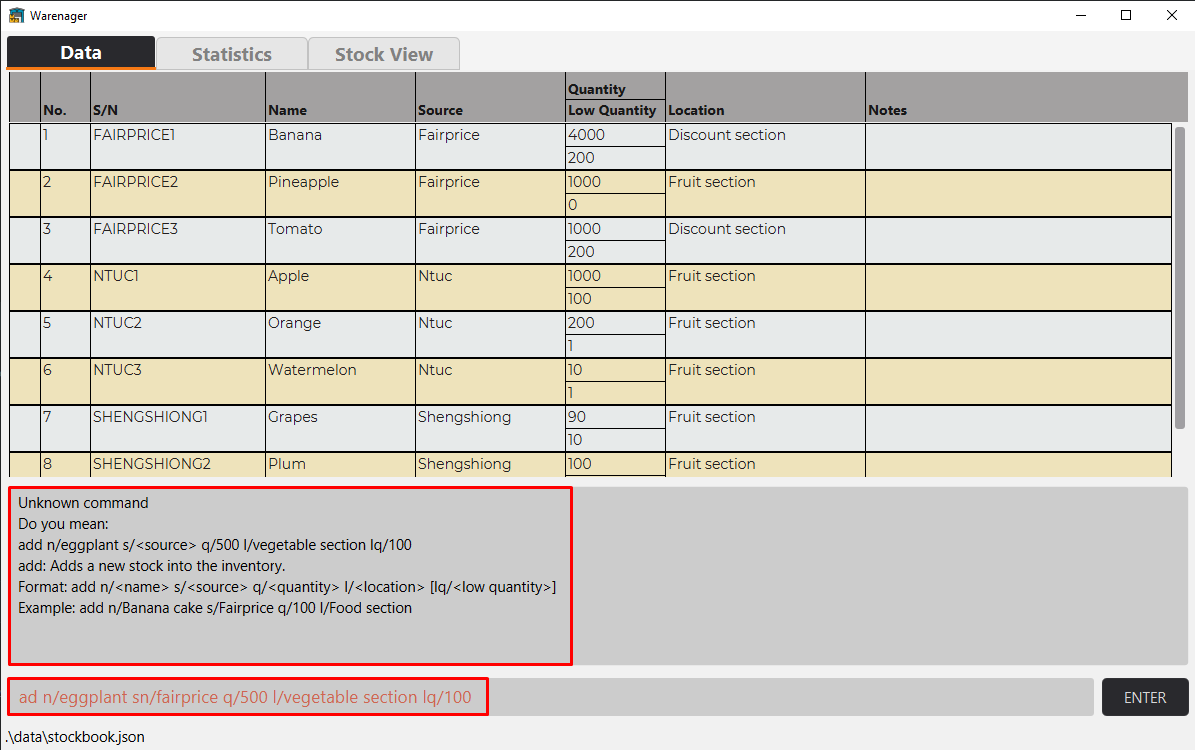 Warenager
Data Statistics Stock View
No. S/N Name Source Quantity Low Quantity Location Notes
1 FAIRPRICE1 Banana Fairprice 4000 Discount section
200
2 FAIRPRICE2 Pineapple Fairprice 1000 Fruit section
0
3 FAIRPRICE3 Tomato Fairprice 1000 Discount section
200
4 NTUC1 Apple Ntuc 1000 Fruit section
100
5 NTUC2 Orange Ntuc 200 Fruit section
1
6 NTUC3 Watermelon Ntuc 10 Fruit section
1
7 SHENGSHIONG1 Grapes Shengshiong 90 Fruit section
10
8 SHENGSHIONG2 Plum Shengshiong 100 Fruit section
Unknown command
Do you mean:
add n/eggplant s/<source> q/500 l/vegetable section lq/100
add: Adds a new stock into the inventory.
Format: add n/<name> s/<source> q/<quantity> l/<location> [lq/<low quantity>]
Example: add n/Banana cake s/Fairprice q/100 l/Food section
ad n/eggplant sn/fairprice q/500 l/vegetable section lq/100 ENTER
.\data\stockbook.json